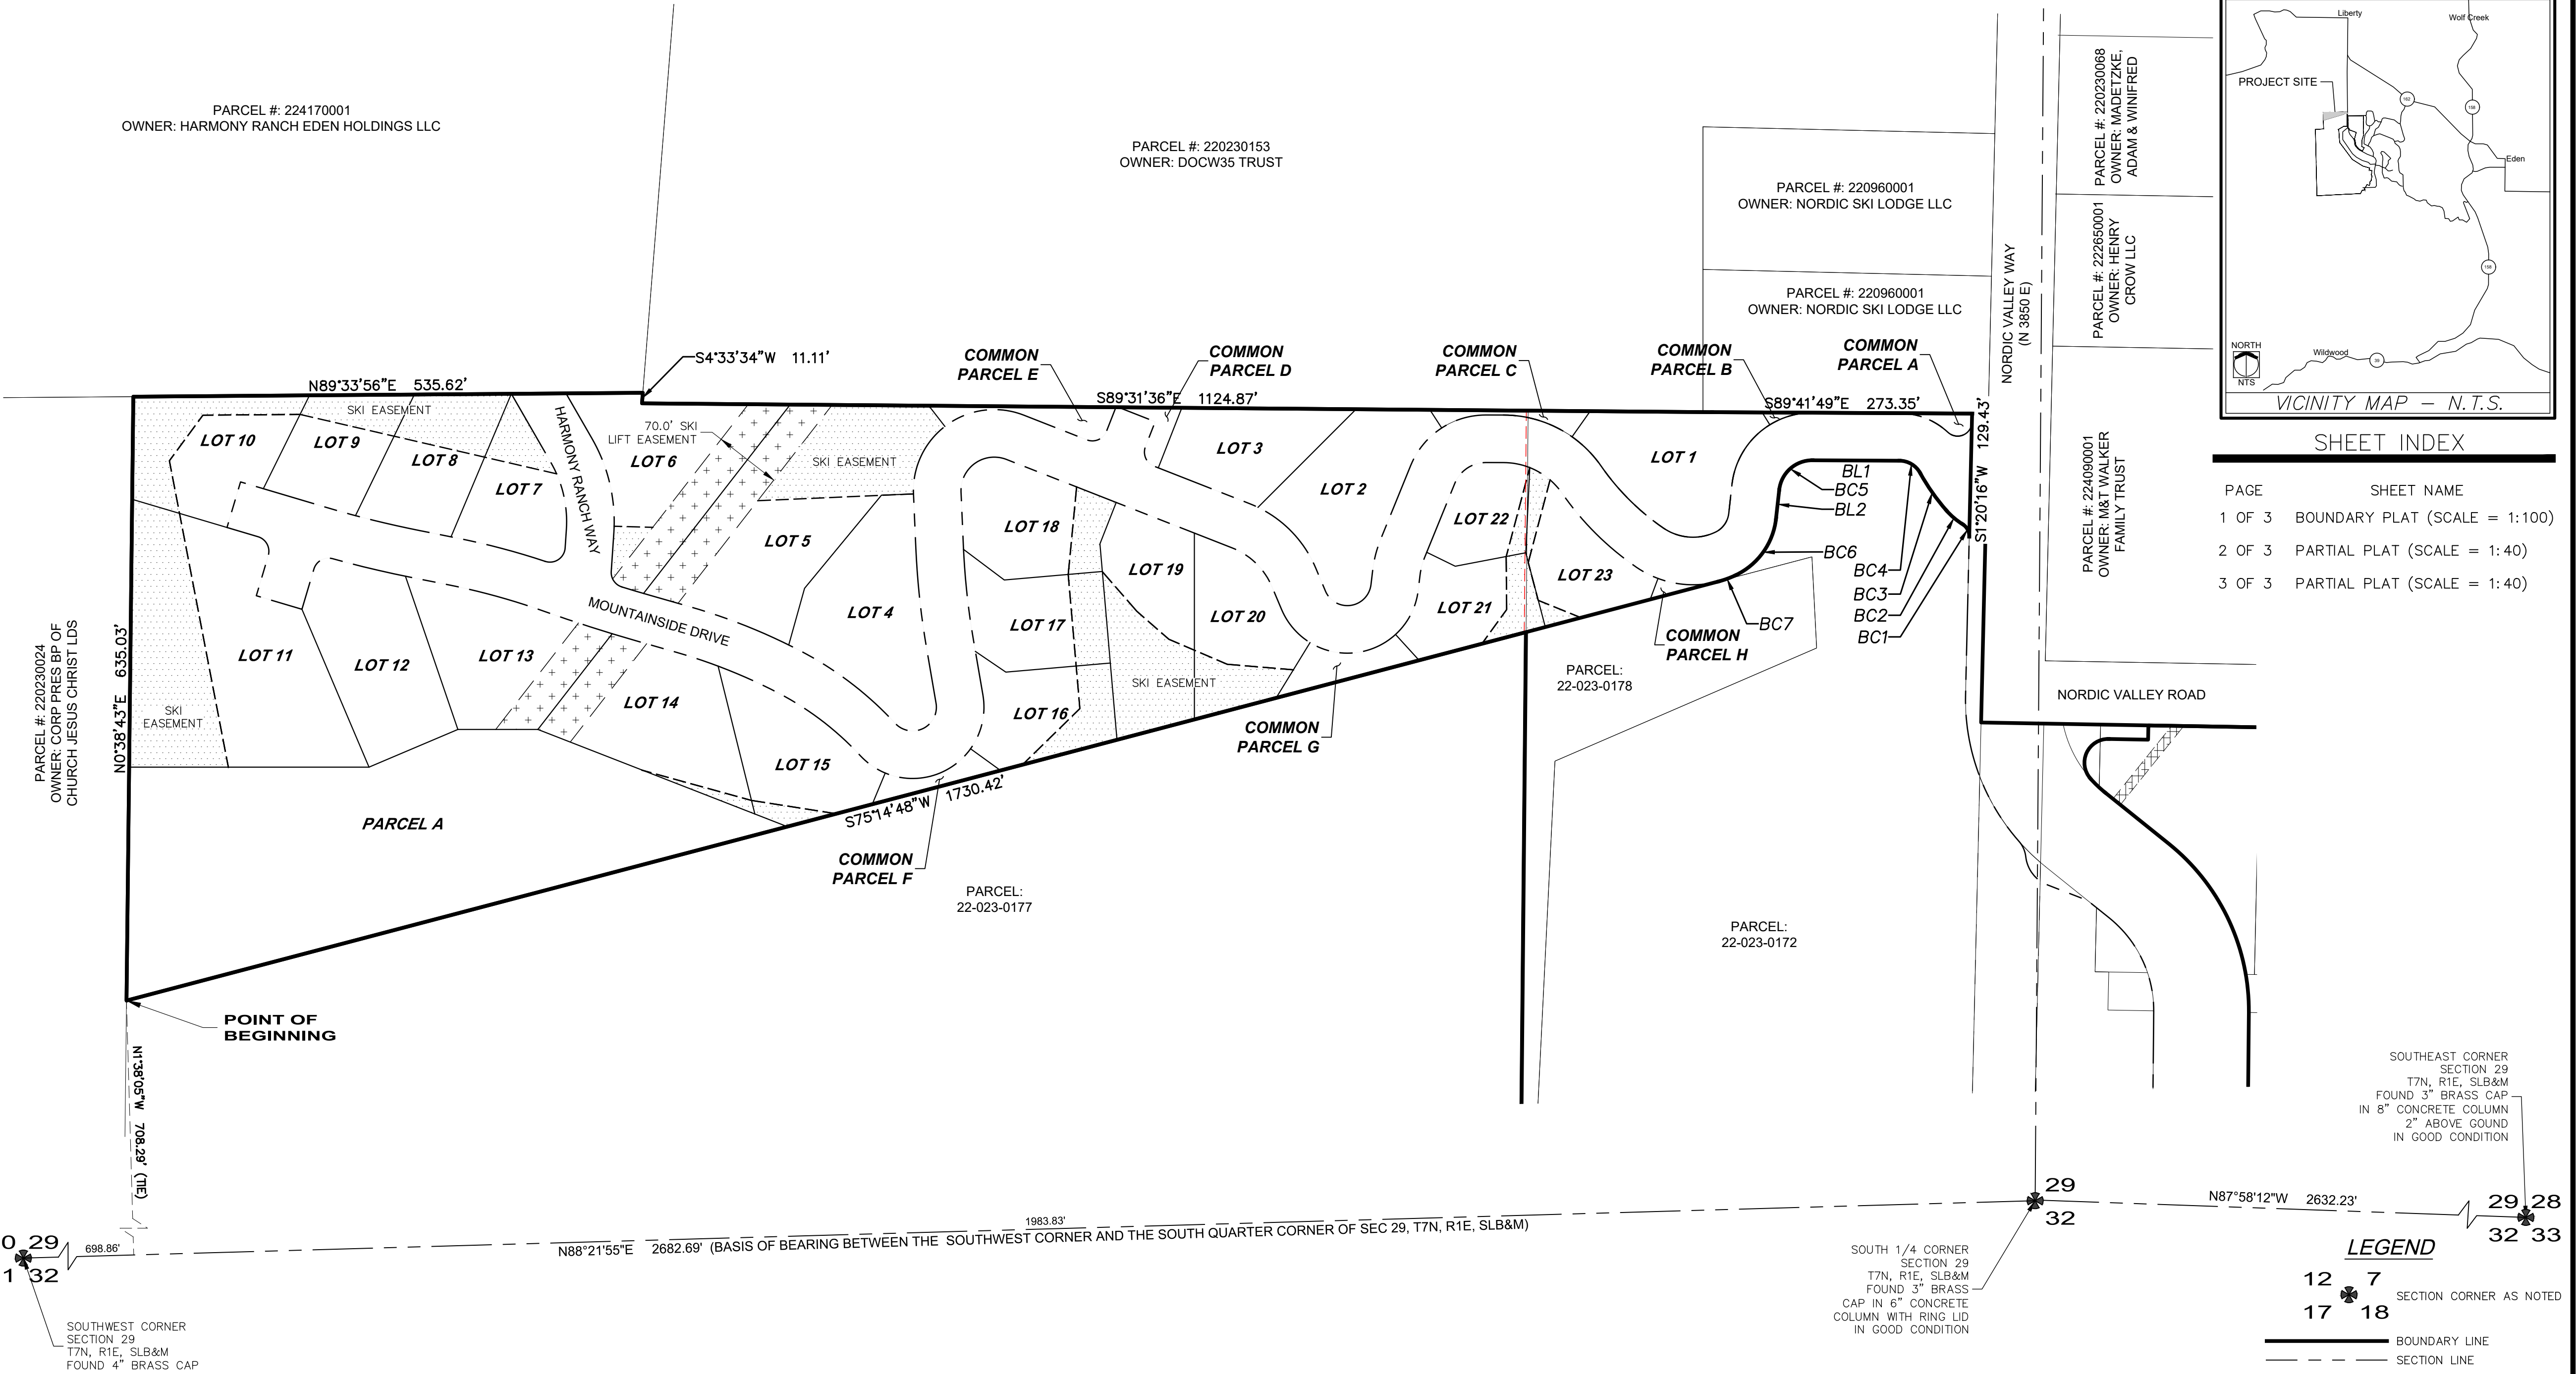 PARCEL #: 224170001
OWNER: HARMONY RANCH EDEN HOLDINGS LLC
PARCEL #: 220230153
OWNER: DOCW35 TRUST
PARCEL #: 220960001
OWNER: NORDIC SKI LODGE LLC
PARCEL #: 220960001
OWNER: NORDIC SKI LODGE LLC
NORDIC VALLEY WAY
(N 3850 E)
PARCEL #: 220230068
OWNER: MADETZKE,
ADAM & WINIFRED
PARCEL #: 222650001
OWNER: HENRY
CROW LLC
PARCEL #: 224090001
OWNER: M&T WALKER
FAMILY TRUST
Liberty
Wolf Creek
PROJECT SITE
162
158
Eden
158
Wildwood
39
NORTH
NTS
VICINITY MAP – N.T.S.
SHEET INDEX
PAGE SHEET NAME
1 OF 3 BOUNDARY PLAT (SCALE = 1:100)
2 OF 3 PARTIAL PLAT (SCALE = 1:40)
3 OF 3 PARTIAL PLAT (SCALE = 1:40)
N89°33'56"E 535.62'
S4°33'34"W 11.11'
COMMON
PARCEL E
COMMON
PARCEL D
S89°31'36"E 1124.87'
COMMON
PARCEL C
COMMON
PARCEL B
COMMON
PARCEL A
S89°41'49"E 273.35'
S1°20'16"W 129.43'
SKI EASEMENT
LOT 10
LOT 9
LOT 8
LOT 7
HARMONY RANCH WAY
70.0' SKI
LIFT EASEMENT
LOT 6
SKI EASEMENT
LOT 3
LOT 2
LOT 1
BL1
BC5
BL2
BC6
BC4
BC3
BC2
BC1
BC7
LOT 5
LOT 18
LOT 22
LOT 19
LOT 23
LOT 4
LOT 17
LOT 20
LOT 21
MOUNTAINSIDE DRIVE
COMMON
PARCEL H
PARCEL #: 220230024
OWNER: CORP PRES BP OF
CHURCH JESUS CHRIST LDS
N0°38'43"E 635.03'
LOT 11
LOT 12
LOT 13
LOT 14
SKI
EASEMENT
LOT 16
SKI EASEMENT
COMMON
PARCEL G
PARCEL:
22-023-0178
NORDIC VALLEY ROAD
LOT 15
PARCEL A
S75°14'48"W 1730.42'
COMMON
PARCEL F
PARCEL:
22-023-0177
PARCEL:
22-023-0172
POINT OF
BEGINNING
N1°38'05"W 708.29' (TIE)
SOUTHEAST CORNER
SECTION 29
T7N, R1E, SLB&M
FOUND 3" BRASS CAP
IN 8" CONCRETE COLUMN
2" ABOVE GOUND
IN GOOD CONDITION
0 29
1 32
698.86'
1983.83'
N88°21'55"E 2682.69' (BASIS OF BEARING BETWEEN THE SOUTHWEST CORNER AND THE SOUTH QUARTER CORNER OF SEC 29, T7N, R1E, SLB&M)
29
32
N87°58'12"W 2632.23'
29 28
32 33
SOUTHWEST CORNER
SECTION 29
T7N, R1E, SLB&M
FOUND 4" BRASS CAP
SOUTH 1/4 CORNER
SECTION 29
T7N, R1E, SLB&M
FOUND 3" BRASS
CAP IN 6" CONCRETE
COLUMN WITH RING LID
IN GOOD CONDITION
LEGEND
12 7
17 18
SECTION CORNER AS NOTED
BOUNDARY LINE
SECTION LINE